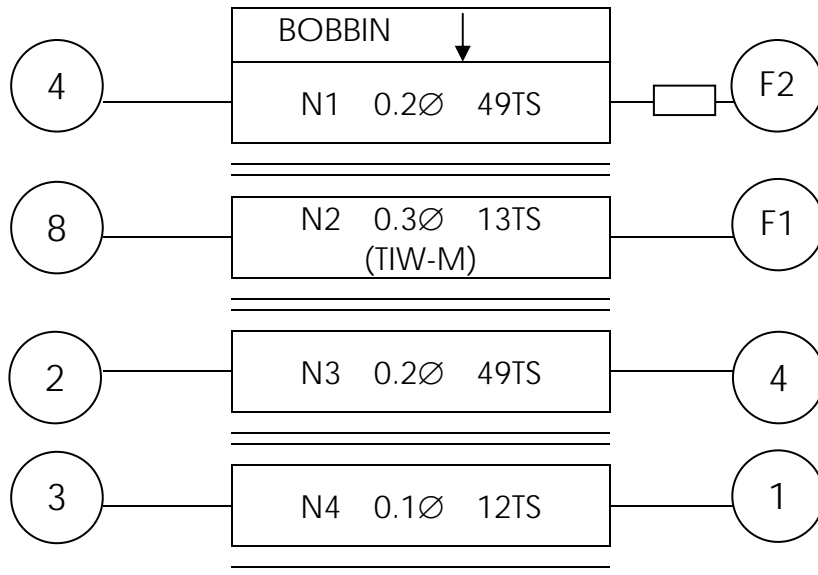 BOBBIN
4 N1 0.2∅ 49TS F2
8 N2 0.3∅ 13TS F1
(TIW-M)
2 N3 0.2∅ 49TS 4
3 N4 0.1∅ 12TS 1